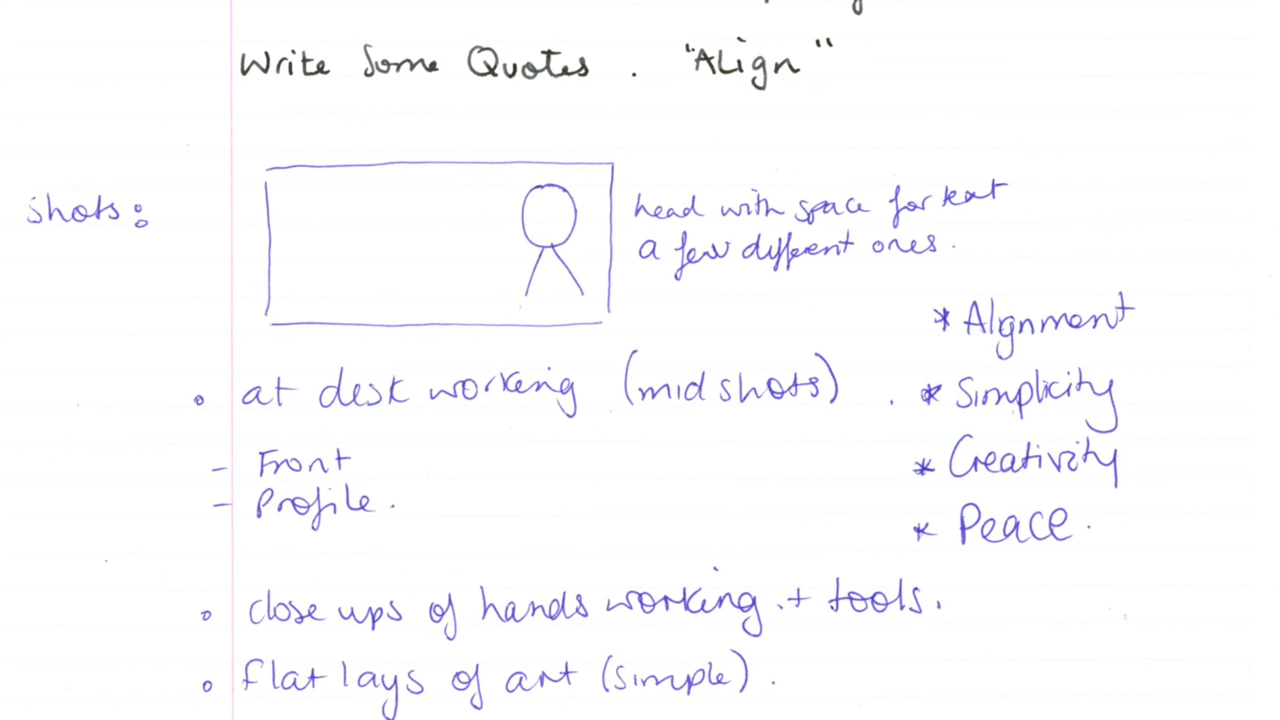 Write Some Quotes. "Align"
Shots:
head with space for text
a few different ones.
* Alignment
• at desk working (mid shots).
* Simplicity
- Front
* Creativity
- Profile.
* Peace.
• close ups of hands working.+ tools.
• flat lays of art (simple).